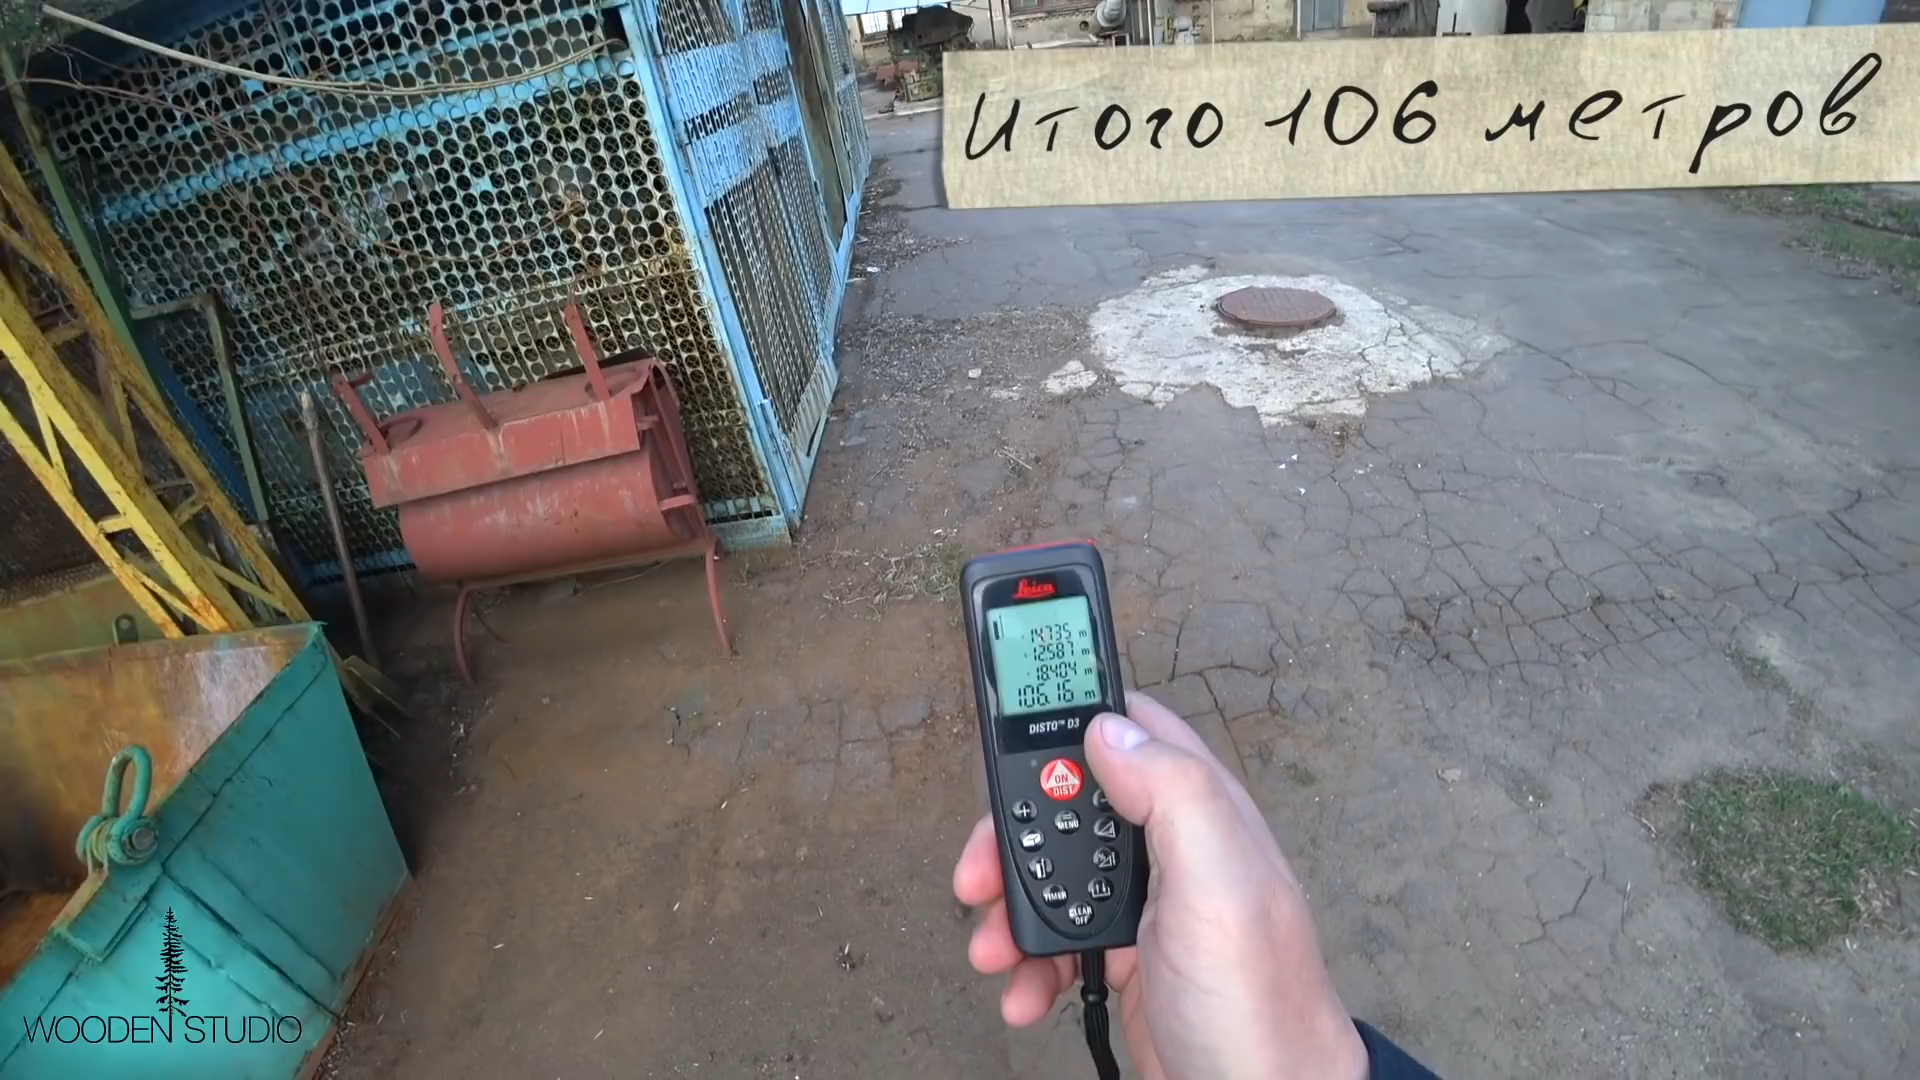 Итого 106 метров
Leica
14.735 m
12.587 m
18.404 m
106.16 m
DISTO™ D3
ON
DIST
+
MENU
TIMER
CLEAR
OFF
WOODEN STUDIO